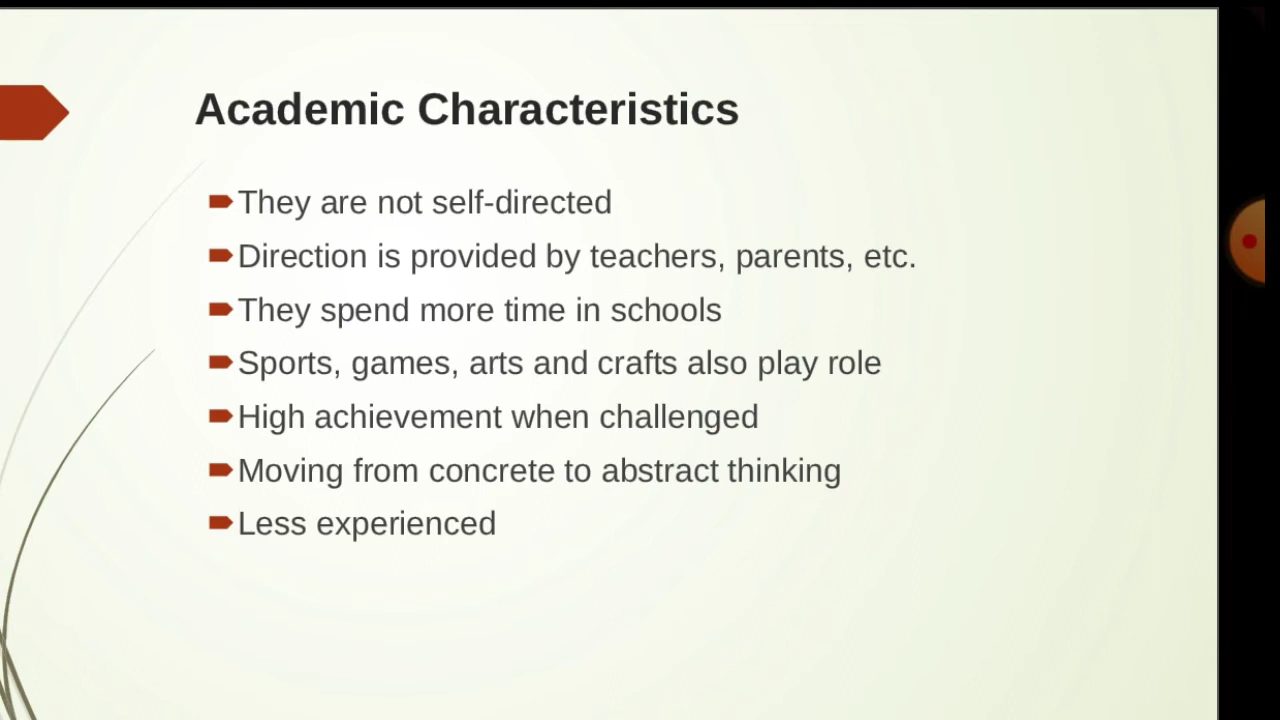 Academic Characteristics
They are not self-directed
Direction is provided by teachers, parents, etc.
They spend more time in schools
Sports, games, arts and crafts also play role
High achievement when challenged
Moving from concrete to abstract thinking
Less experienced